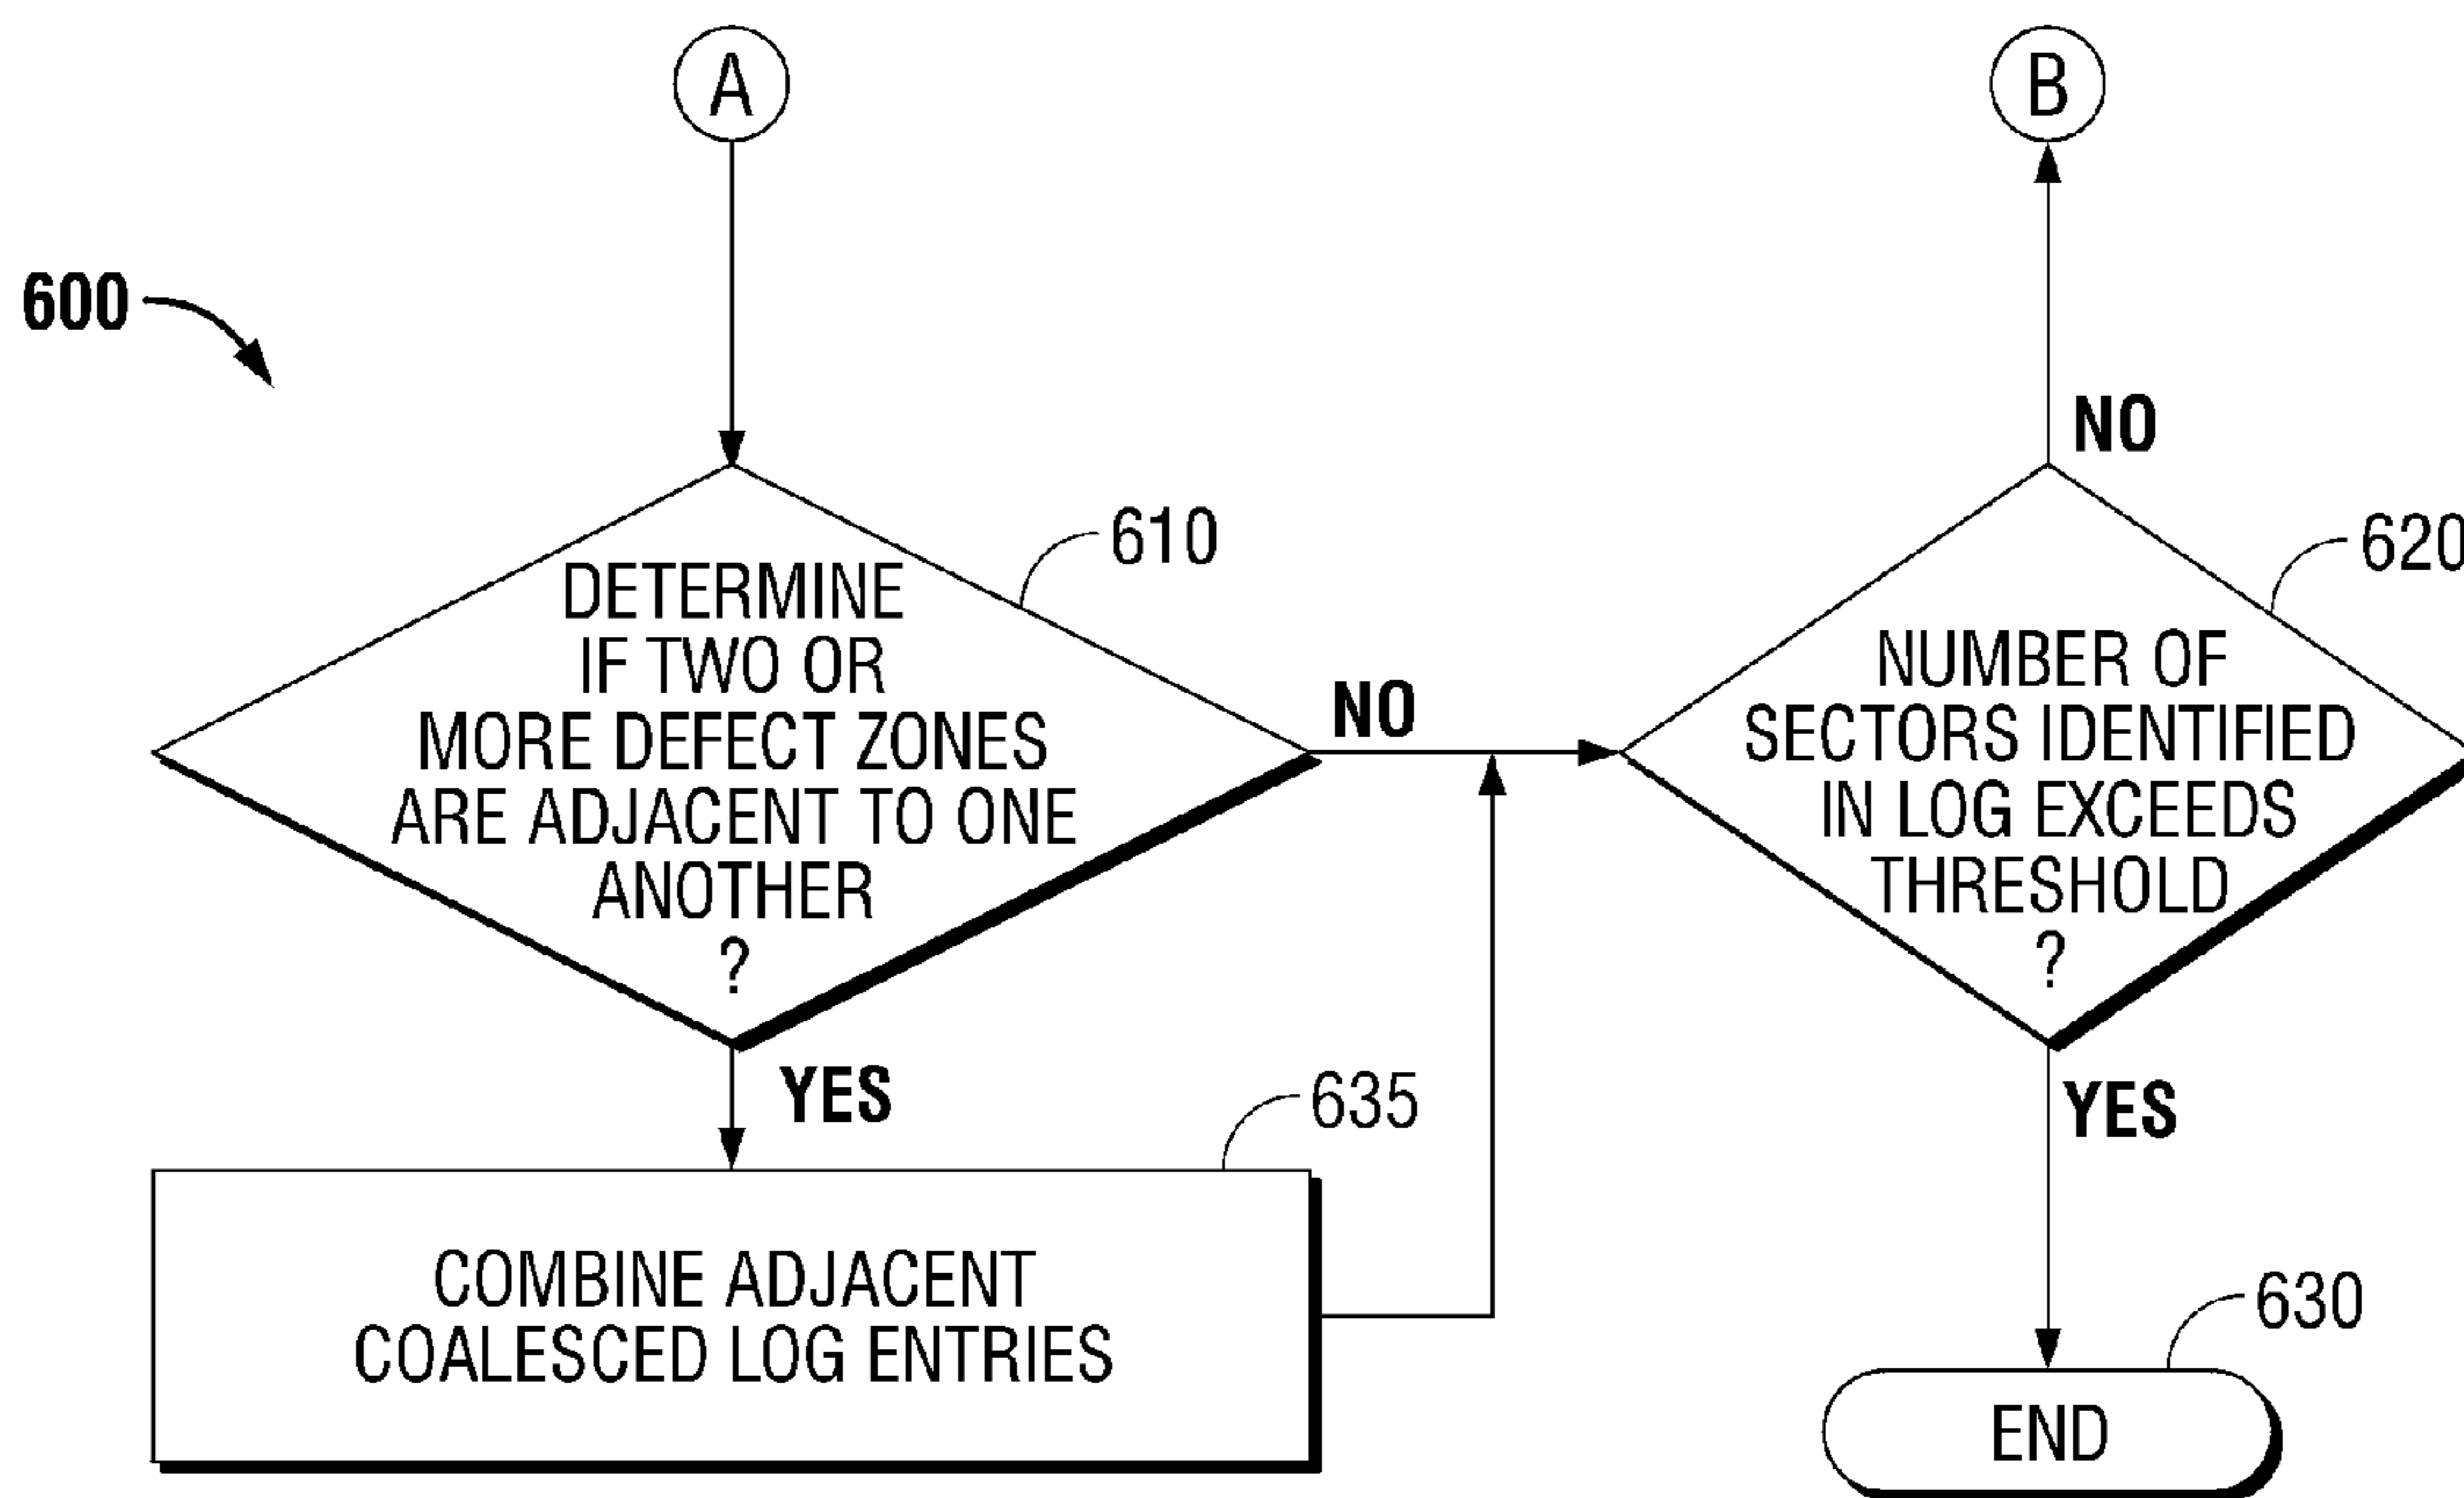 A
B
600
610
DETERMINE
IF TWO OR
MORE DEFECT ZONES
ARE ADJACENT TO ONE
ANOTHER
?
NO
YES
635
COMBINE ADJACENT
COALESCED LOG ENTRIES
NO
620
NUMBER OF
SECTORS IDENTIFIED
IN LOG EXCEEDS
THRESHOLD
?
YES
630
END